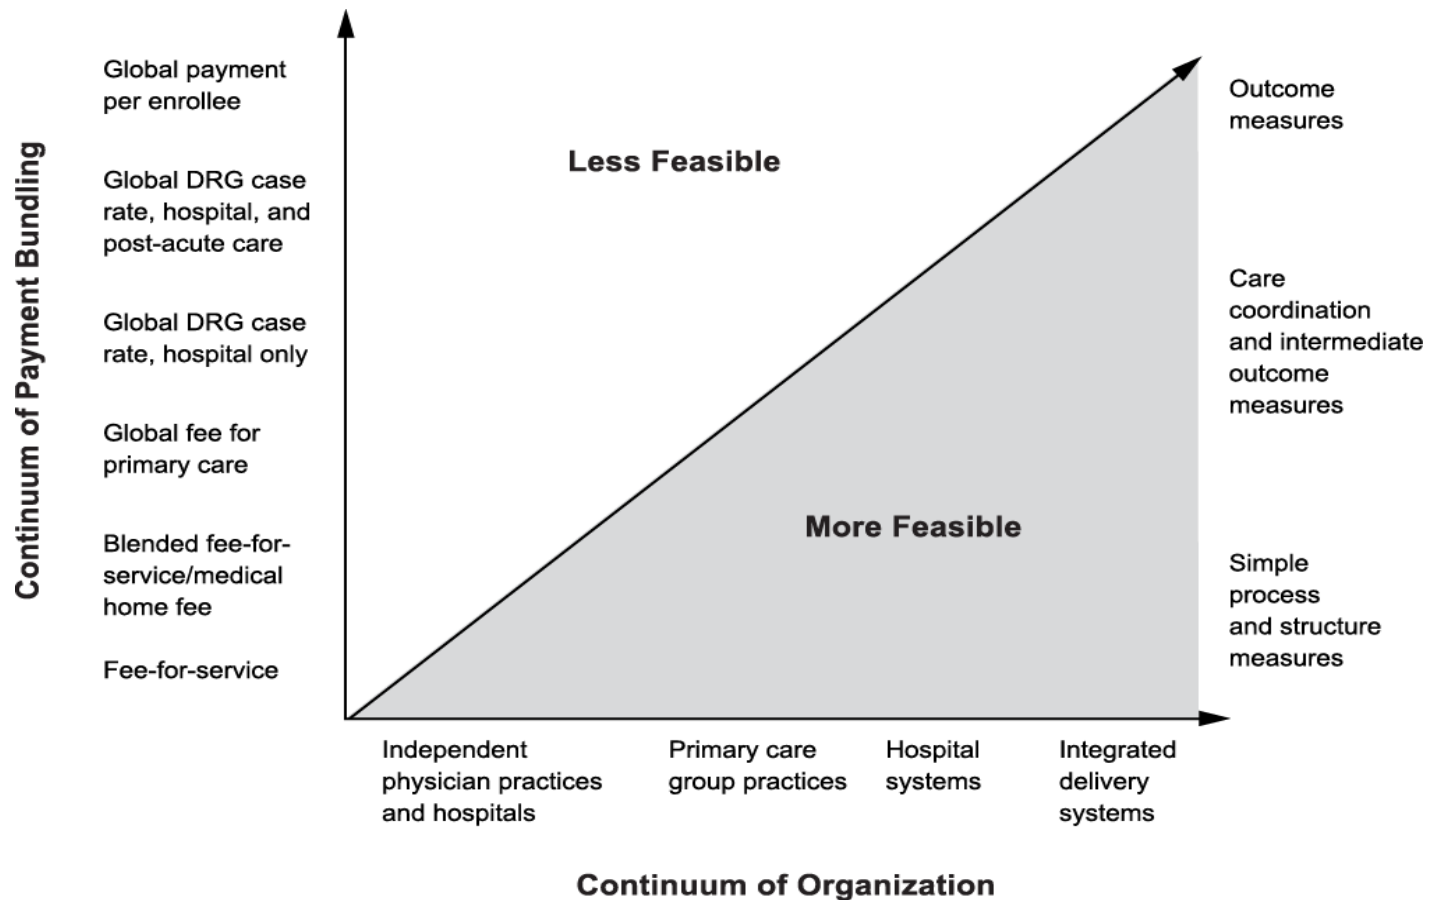 Continuum of Payment Bundling
Global payment
per enrollee
Global DRG case
rate, hospital, and
post-acute care
Global DRG case
rate, hospital only
Global fee for
primary care
Blended fee-for-
service/medical
home fee
Fee-for-service
Less Feasible
More Feasible
Outcome
measures
Care
coordination
and intermediate
outcome
measures
Simple
process
and structure
measures
Independent
physician practices
and hospitals
Primary care
group practices
Hospital
systems
Integrated
delivery
systems
Continuum of Organization